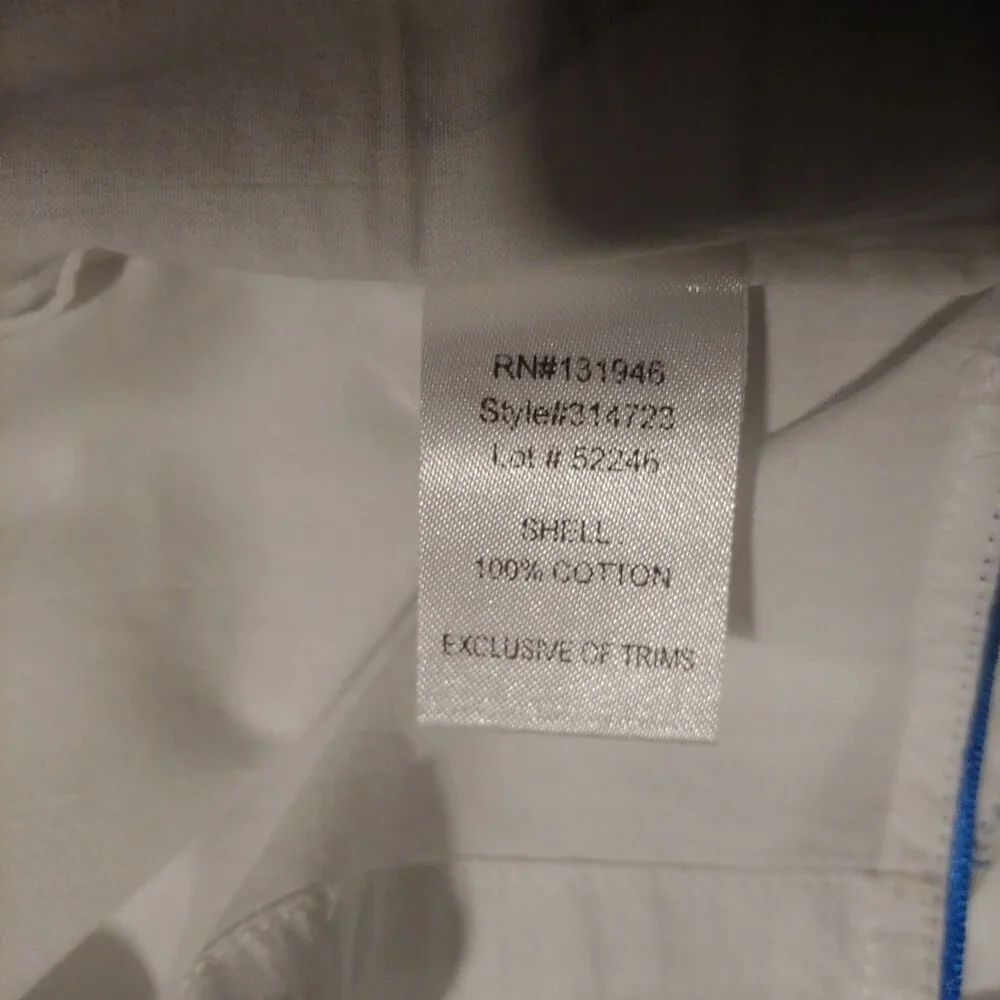 RN#131946
Style#314723
Lot # 52246
SHELL
100% COTTON
EXCLUSIVE OF TRIMS